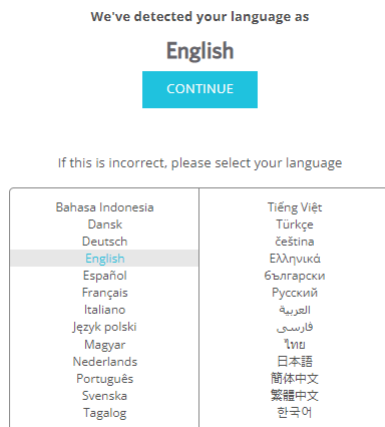 We've detected your language as
English
CONTINUE
If this is incorrect, please select your language
Bahasa Indonesia
Dansk
Deutsch
English
Español
Français
Italiano
Język polski
Magyar
Nederlands
Português
Svenska
Tagalog
Tiếng Việt
Türkçe
čeština
Ελληνικά
български
Русский
العربية
فارسی
ไทย
日本語
简体中文
繁體中文
한국어